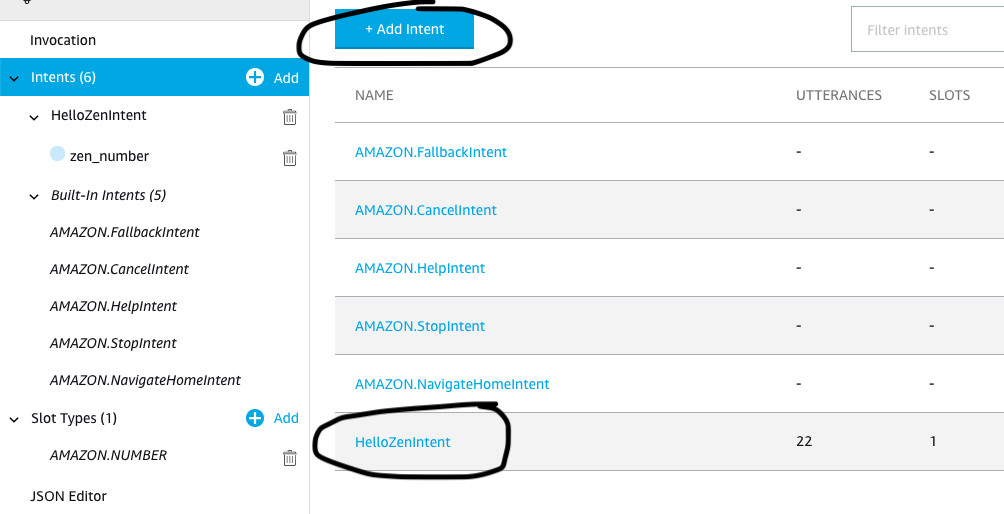 Invocation
Intents (6)
Add
HelloZenIntent
zen_number
Built-In Intents (5)
AMAZON.FallbackIntent
AMAZON.CancelIntent
AMAZON.HelpIntent
AMAZON.StopIntent
AMAZON.NavigateHomeIntent
Slot Types (1)
Add
AMAZON.NUMBER
JSON Editor
+ Add Intent
Filter intents
NAME UTTERANCES SLOTS
AMAZON.FallbackIntent - -
AMAZON.CancelIntent - -
AMAZON.HelpIntent - -
AMAZON.StopIntent - -
AMAZON.NavigateHomeIntent - -
HelloZenIntent 22 1